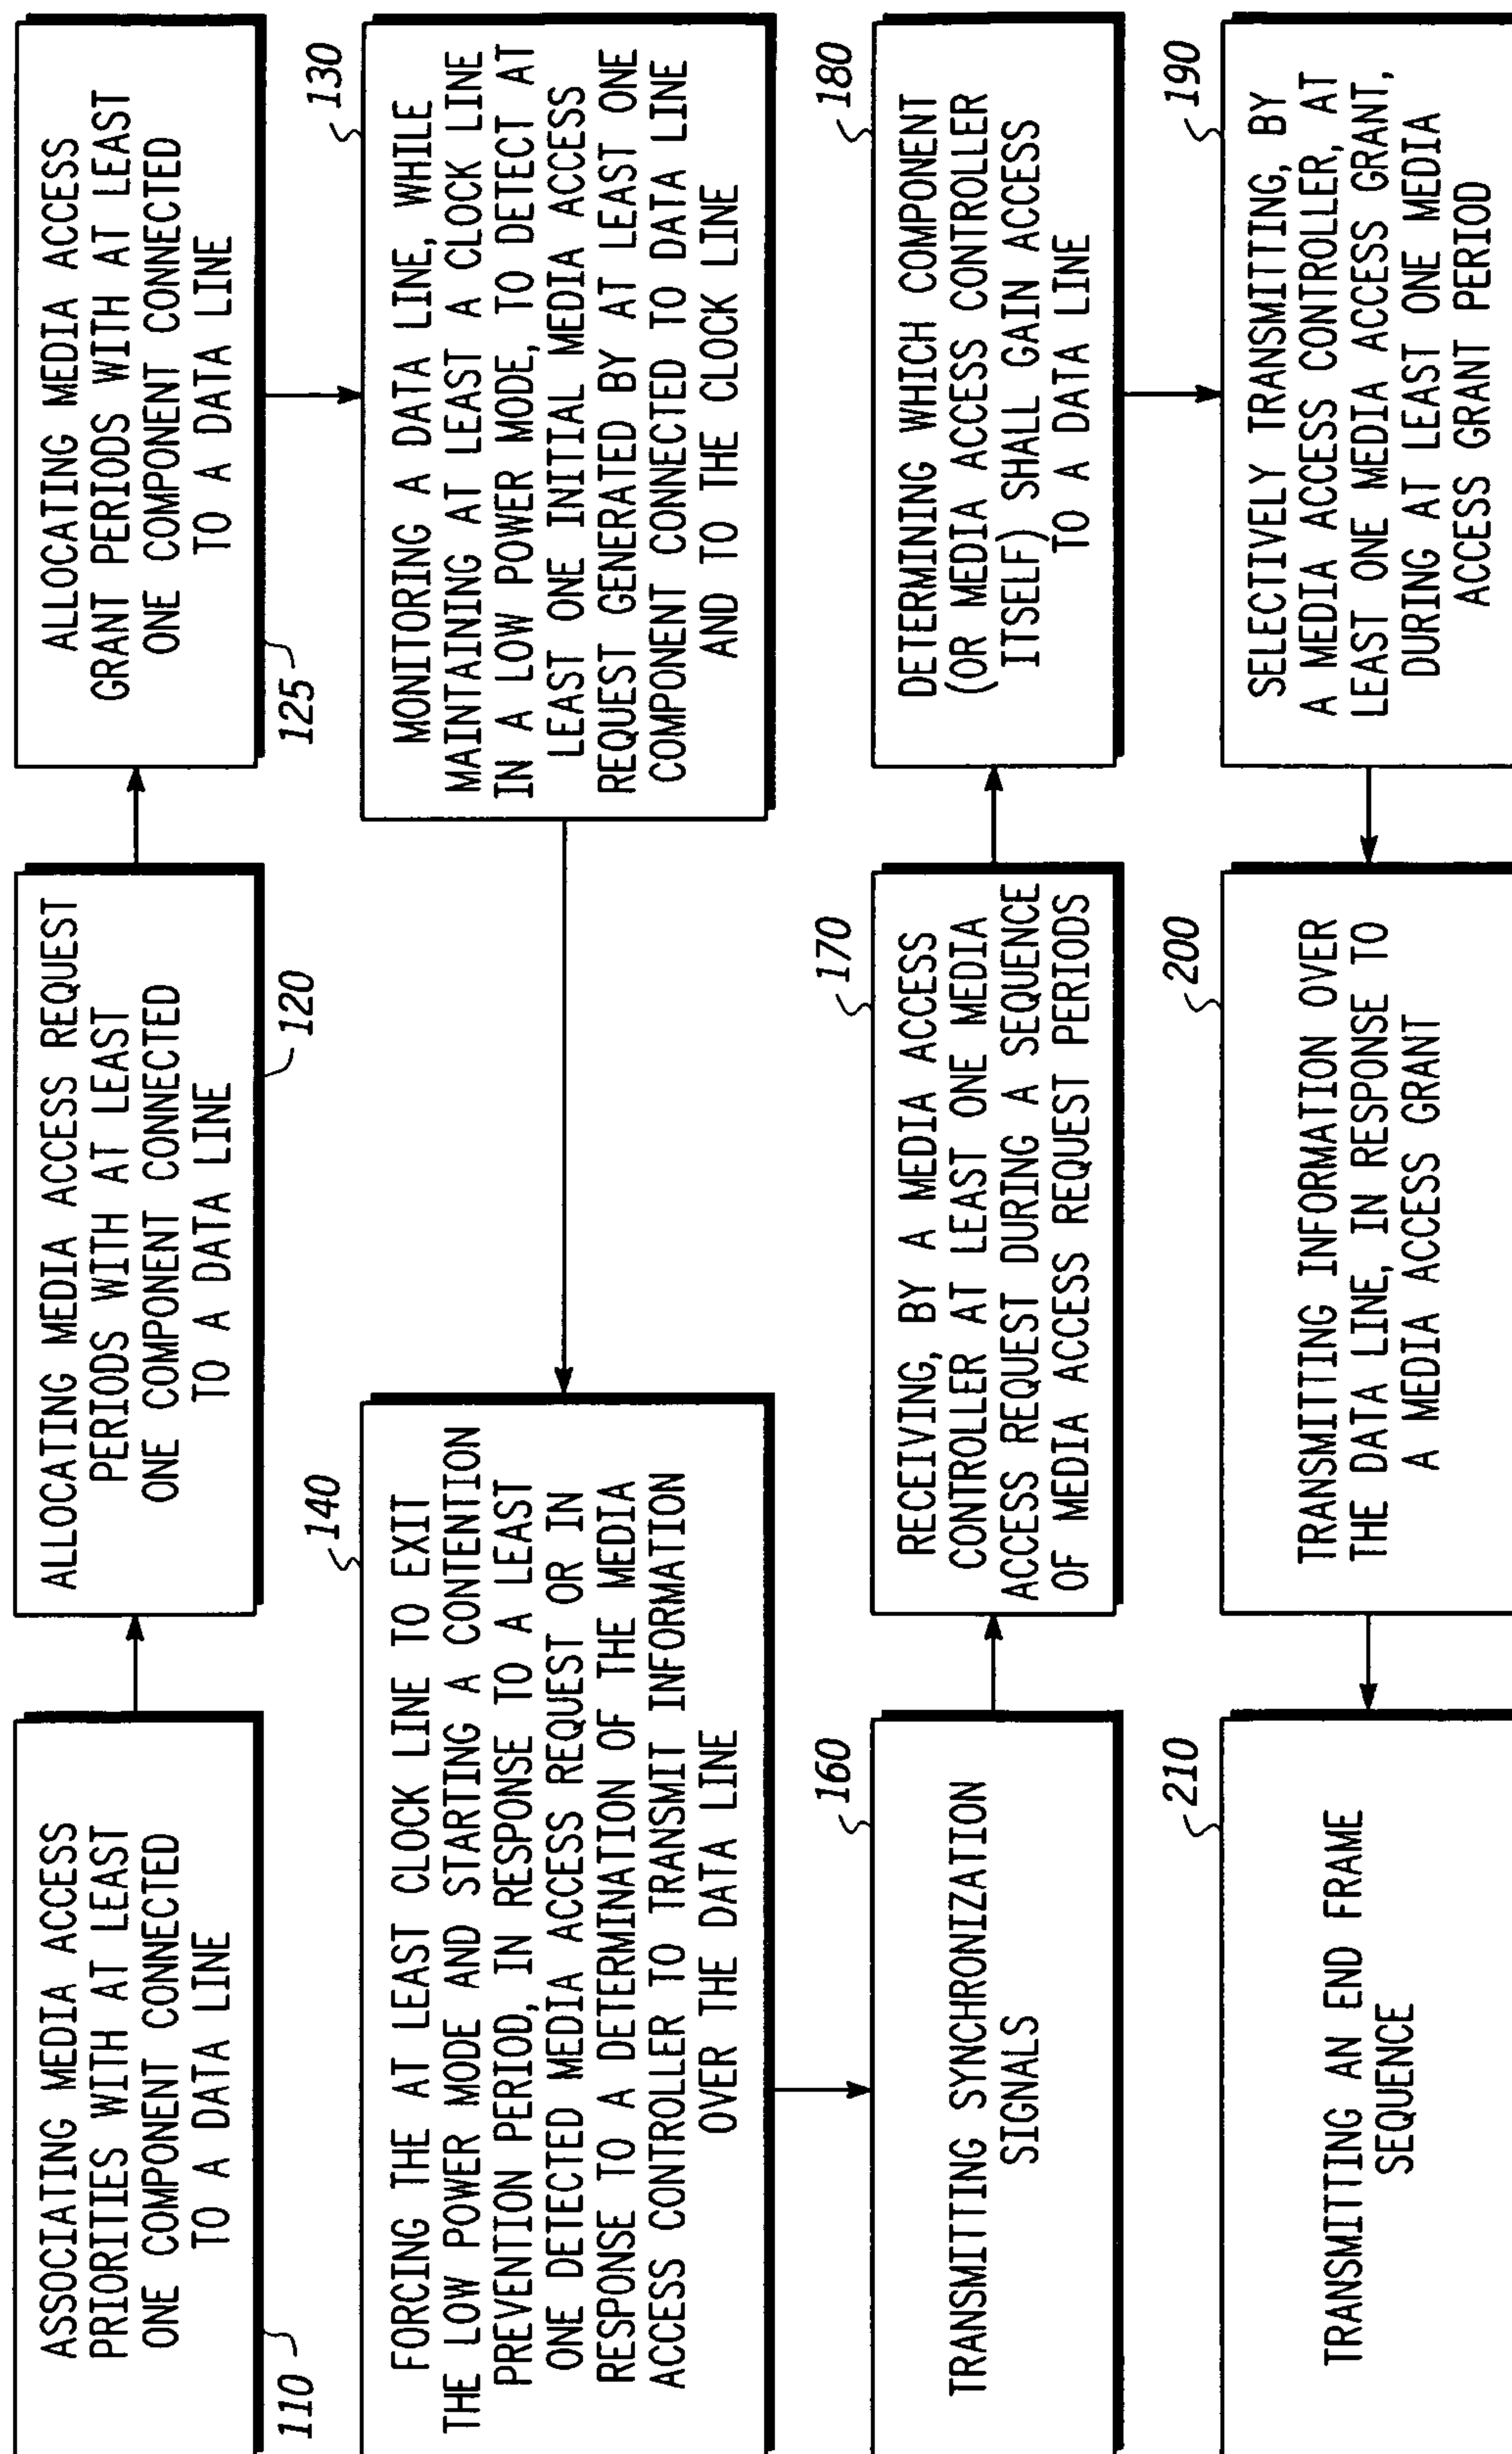 ASSOCIATING MEDIA ACCESS
PRIORITIES WITH AT LEAST
ONE COMPONENT CONNECTED
TO A DATA LINE
110
ALLOCATING MEDIA ACCESS REQUEST
PERIODS WITH AT LEAST
ONE COMPONENT CONNECTED
TO A DATA LINE
120
ALLOCATING MEDIA ACCESS
GRANT PERIODS WITH AT LEAST
ONE COMPONENT CONNECTED
TO A DATA LINE
125
130
MONITORING A DATA LINE, WHILE
MAINTAINING AT LEAST A CLOCK LINE
IN A LOW POWER MODE, TO DETECT AT
LEAST ONE INITIAL MEDIA ACCESS
REQUEST GENERATED BY AT LEAST ONE
COMPONENT CONNECTED TO DATA LINE
AND TO THE CLOCK LINE
140
FORCING THE AT LEAST CLOCK LINE TO EXIT
THE LOW POWER MODE AND STARTING A CONTENTION
PREVENTION PERIOD, IN RESPONSE TO A LEAST
ONE DETECTED MEDIA ACCESS REQUEST OR IN
RESPONSE TO A DETERMINATION OF THE MEDIA
ACCESS CONTROLLER TO TRANSMIT INFORMATION
OVER THE DATA LINE
160
TRANSMITTING SYNCHRONIZATION
SIGNALS
170
RECEIVING, BY A MEDIA ACCESS
CONTROLLER AT LEAST ONE MEDIA
ACCESS REQUEST DURING A SEQUENCE
OF MEDIA ACCESS REQUEST PERIODS
180
DETERMINING WHICH COMPONENT
(OR MEDIA ACCESS CONTROLLER
ITSELF) SHALL GAIN ACCESS
TO A DATA LINE
190
SELECTIVELY TRANSMITTING, BY
A MEDIA ACCESS CONTROLLER, AT
LEAST ONE MEDIA ACCESS GRANT,
DURING AT LEAST ONE MEDIA
ACCESS GRANT PERIOD
200
TRANSMITTING INFORMATION OVER
THE DATA LINE, IN RESPONSE TO
A MEDIA ACCESS GRANT
210
TRANSMITTING AN END FRAME
SEQUENCE